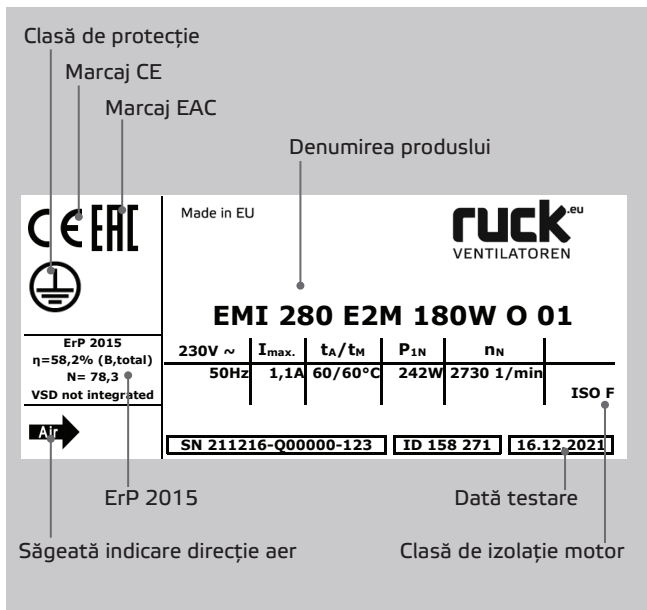 Clasă de protecție
Marcaj CE
Marcaj EAC
Denumirea produslui
CE EAC
Made in EU
ruck.eu
VENTILATOREN
EMI 280 E2M 180W O 01
ErP 2015
η=58,2% (B,total)
N= 78,3
VSD not integrated
230V ~ Imax. tA/tM P1N nN
50Hz 1,1A 60/60°C 242W 2730 1/min
ISO F
Air
SN 211216-Q00000-123 ID 158 271 16.12.2021
ErP 2015
Dată testare
Săgeată indicare direcție aer
Clasă de izolație motor